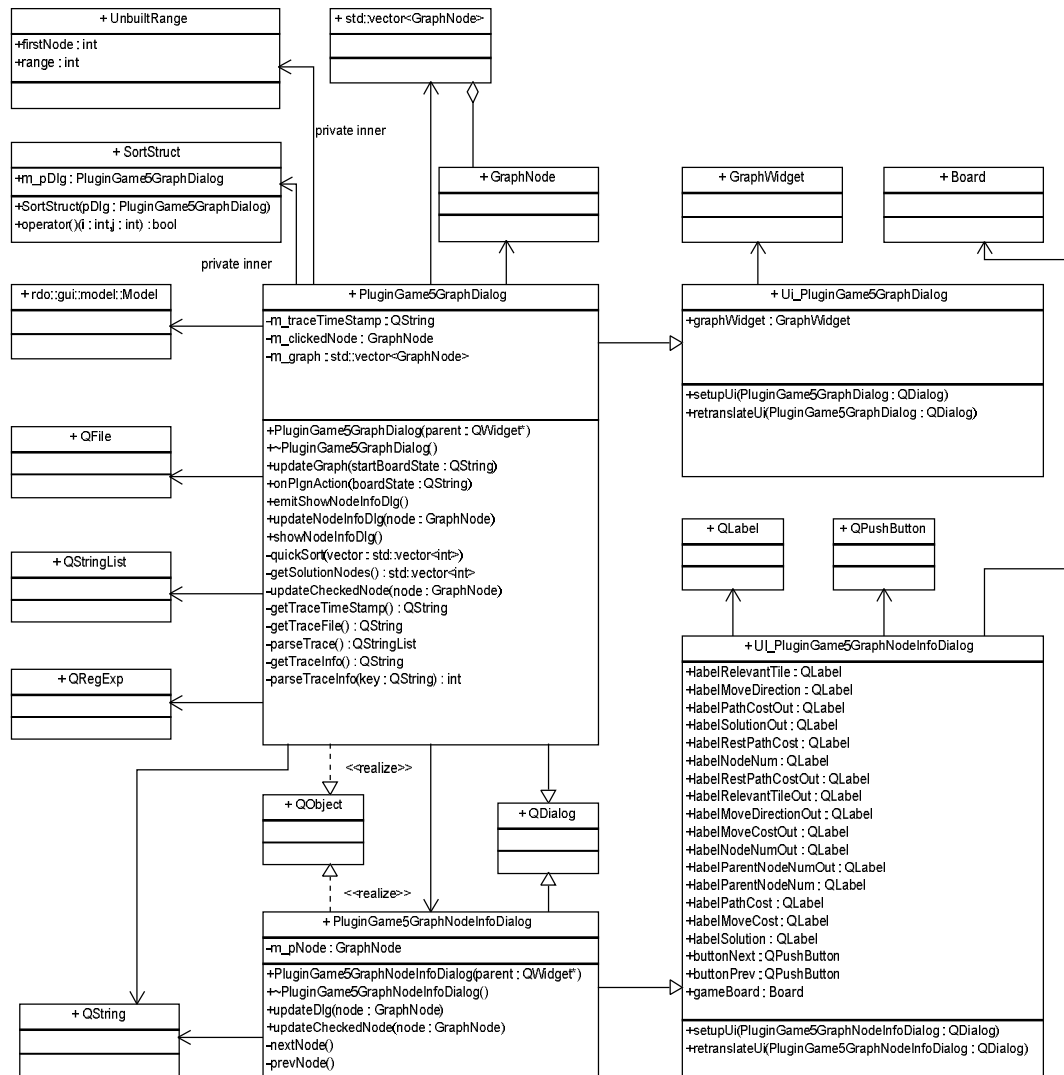 + UnbuiltRange
+firstNode : int
+range : int
+ std::vector<GraphNode>
private inner
+ SortStruct
+m_pDlg : PluginGame5GraphDialog
+SortStruct(pDlg : PluginGame5GraphDialog)
+operator()(i : int,j : int) : bool
private inner
+ GraphNode
+ GraphWidget
+ Board
+ rdo::gui::model::Model
+ PluginGame5GraphDialog
-m_traceTimeStamp : QString
-m_clickedNode : GraphNode
-m_graph : std::vector<GraphNode>
+PluginGame5GraphDialog(parent : QWidget*)
+~PluginGame5GraphDialog()
+updateGraph(startBoardState : QString)
+onPlgnAction(boardState : QString)
+emitShowNodeInfoDlg()
+updateNodeInfoDlg(node : GraphNode)
+showNodeInfoDlg()
-quickSort(vector : std::vector<int>)
-getSolutionNodes() : std::vector<int>
-updateCheckedNode(node : GraphNode)
-getTraceTimeStamp() : QString
-getTraceFile() : QString
-parseTrace() : QStringList
-getTraceInfo() : QString
-parseTraceInfo(key : QString) : int
+ Ui_PluginGame5GraphDialog
+graphWidget : GraphWidget
+setupUi(PluginGame5GraphDialog : QDialog)
+retranslateUi(PluginGame5GraphDialog : QDialog)
+ QFile
+ QStringList
+ QRegExp
+ QLabel
+ QPushButton
+ UI_PluginGame5GraphNodeInfoDialog
+labelRelevantTile : QLabel
+labelMoveDirection : QLabel
+labelPathCostOut : QLabel
+labelSolutionOut : QLabel
+labelRestPathCost : QLabel
+labelNodeNum : QLabel
+labelRestPathCostOut : QLabel
+labelRelevantTileOut : QLabel
+labelMoveDirectionOut : QLabel
+labelMoveCostOut : QLabel
+labelNodeNumOut : QLabel
+labelParentNodeNumOut : QLabel
+labelParentNodeNum : QLabel
+labelPathCost : QLabel
+labelMoveCost : QLabel
+labelSolution : QLabel
+buttonNext : QPushButton
+buttonPrev : QPushButton
+gameBoard : Board
+setupUi(PluginGame5GraphNodeInfoDialog : QDialog)
+retranslateUi(PluginGame5GraphNodeInfoDialog : QDialog)
<<realize>>
+ QObject
+ QDialog
<<realize>>
+ PluginGame5GraphNodeInfoDialog
-m_pNode : GraphNode
+PluginGame5GraphNodeInfoDialog(parent : QWidget*)
+~PluginGame5GraphNodeInfoDialog()
+updateDlg(node : GraphNode)
+updateCheckedNode(node : GraphNode)
-nextNode()
-prevNode()
+ QString